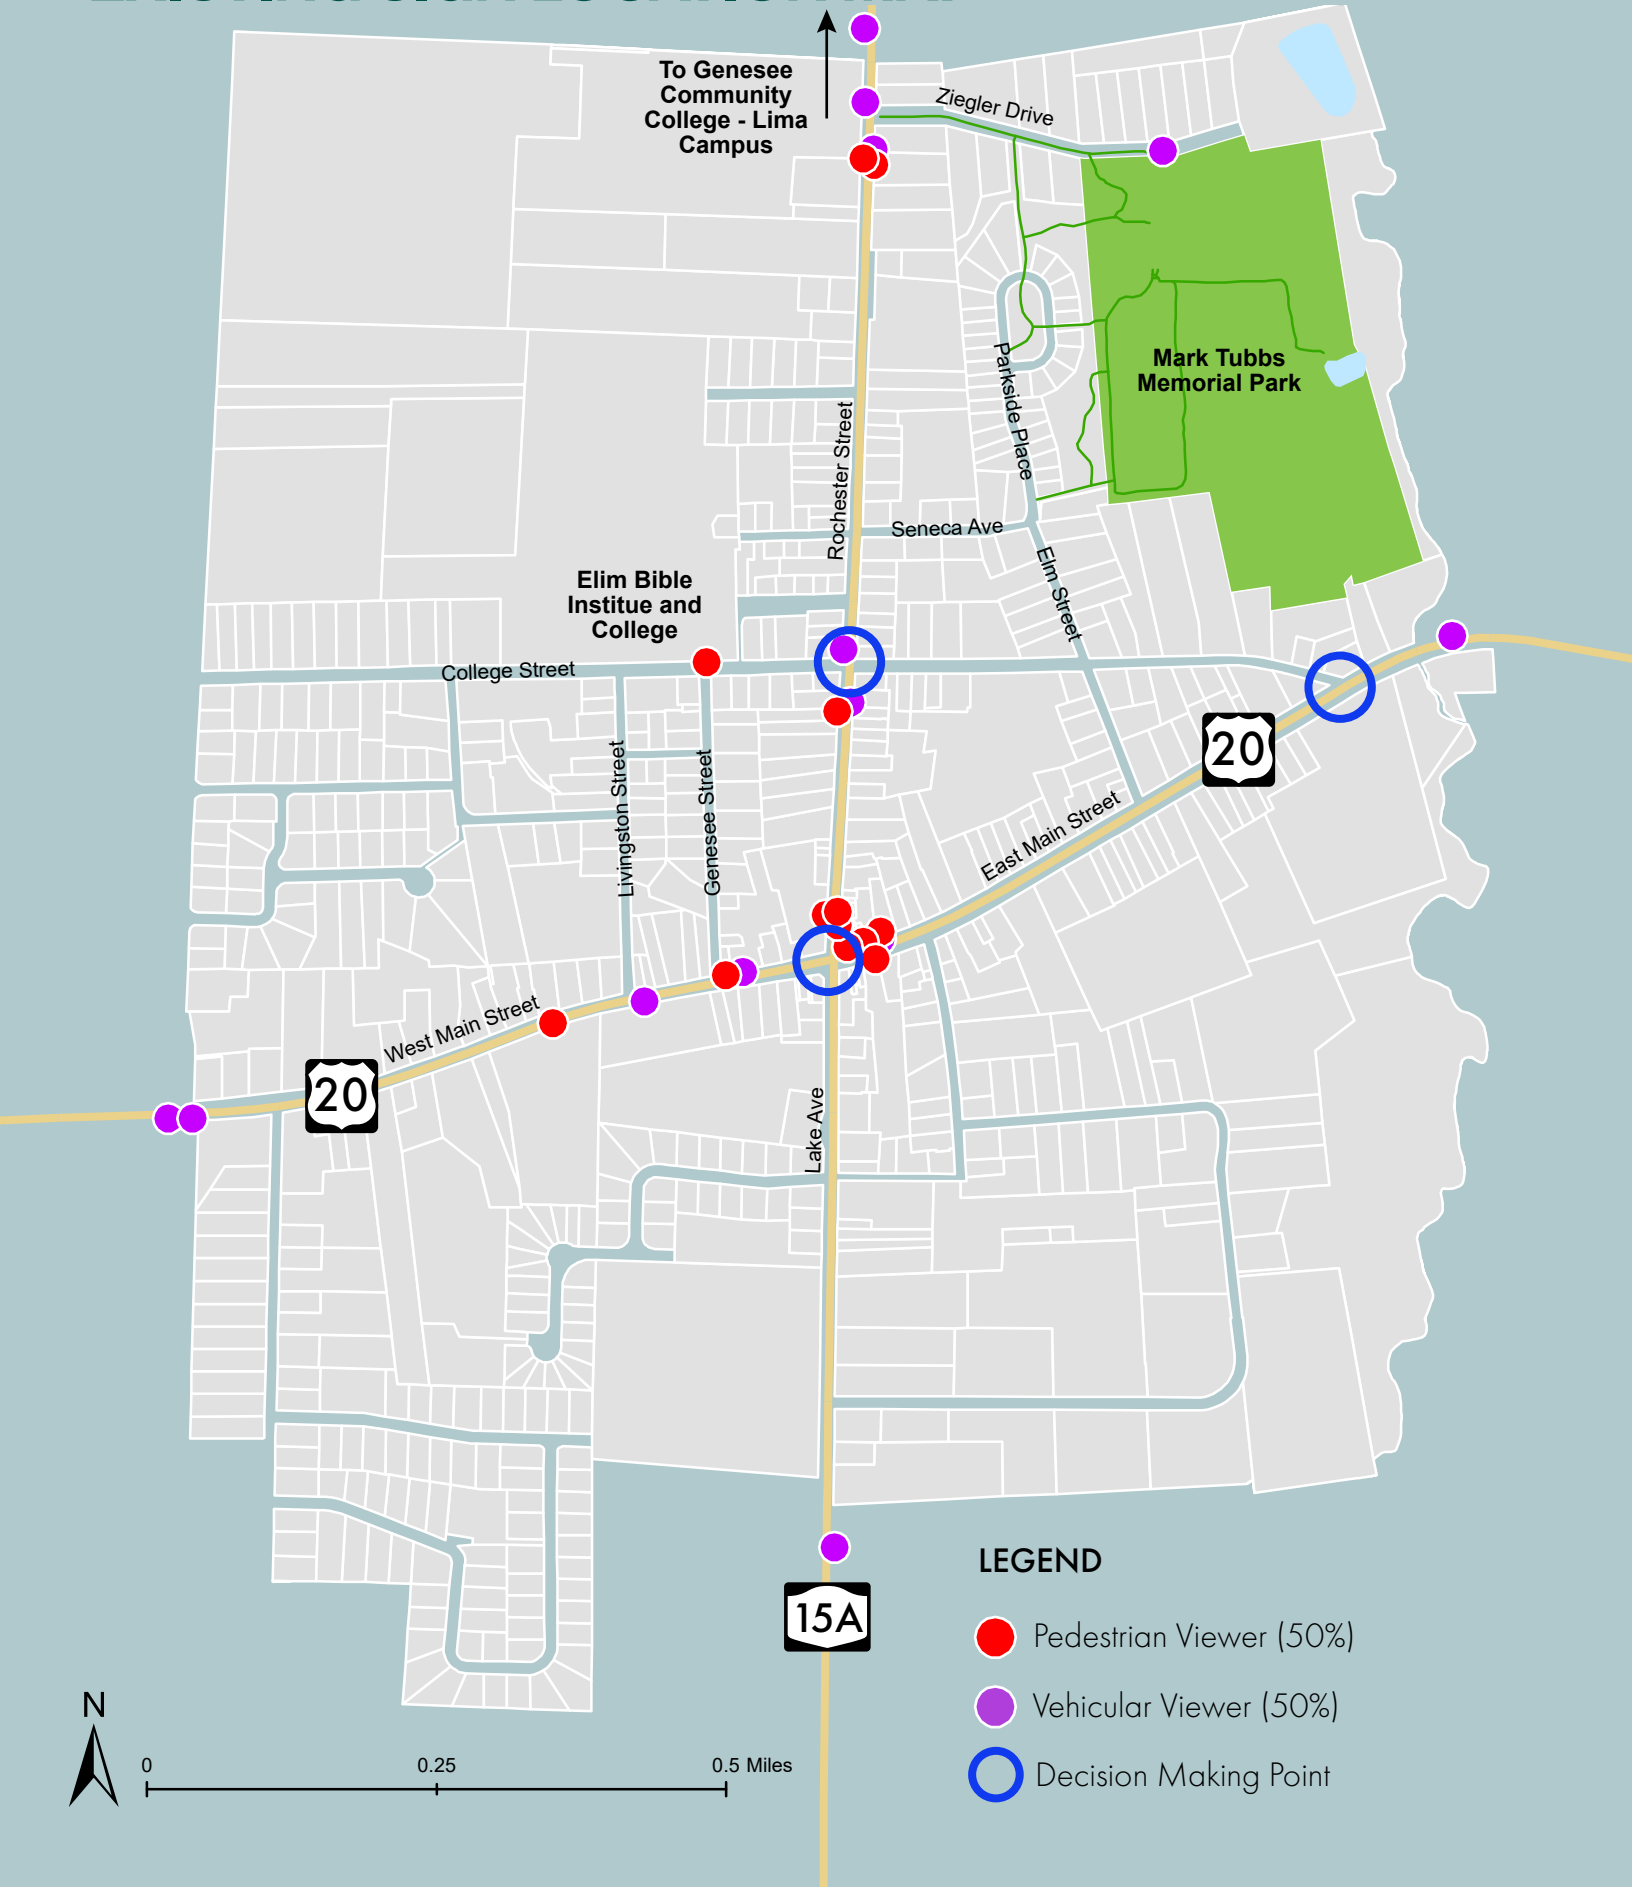 To Genesee
Community
College - Lima
Campus
Ziegler Drive
Mark Tubbs
Memorial Park
Parkside Place
Rochester Street
Seneca Ave
Elm Street
Elim Bible
Institue and
College
College Street
20
Livingston Street
Genesee Street
East Main Street
West Main Street
20
Lake Ave
15A
LEGEND
Pedestrian Viewer (50%)
Vehicular Viewer (50%)
Decision Making Point
N
0 0.25 0.5 Miles